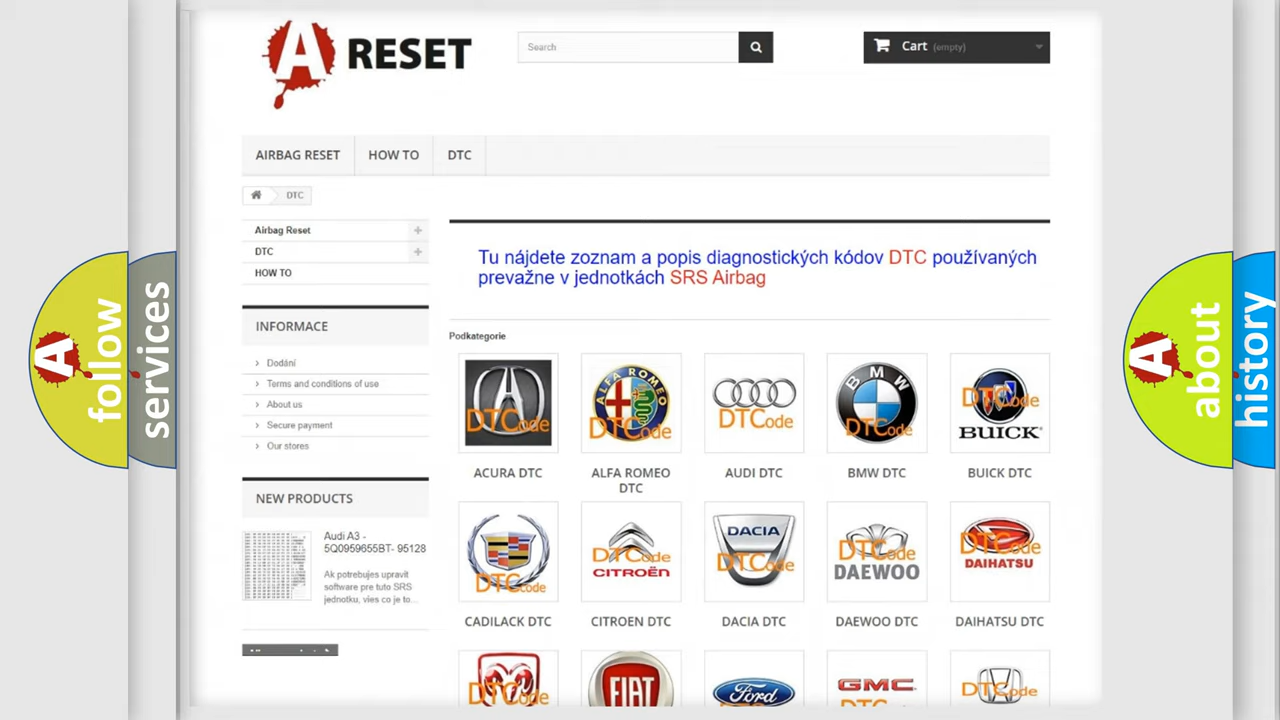 A RESET
Search
Cart (empty)
AIRBAG RESET
HOW TO
DTC
DTC
Airbag Reset
DTC
HOW TO
Tu nájdete zoznam a popis diagnostických kódov DTC používaných
prevažne v jednotkách SRS Airbag
INFORMACE
Dodání
Terms and conditions of use
About us
Secure payment
Our stores
NEW PRODUCTS
Audi A3 -
5Q0959655BT- 95128
Ak potrebujes upravit
software pre tuto SRS
jednotku, vies co je to...
Podkategorie
DTCode
ALFA ROMEO
DTCode
DTCode
BMW
DTCode
DTCode
BUICK
ACURA DTC
ALFA ROMEO
DTC
AUDI DTC
BMW DTC
BUICK DTC
DTCode
DTCode
CITROËN
DACIA
DTCode
DTCode
DAEWOO
DTCode
DAIHATSU
CADILACK DTC
CITROEN DTC
DACIA DTC
DAEWOO DTC
DAIHATSU DTC
DTCode
FIAT
Ford
GMC
DTCode
A follow
services
A about
history